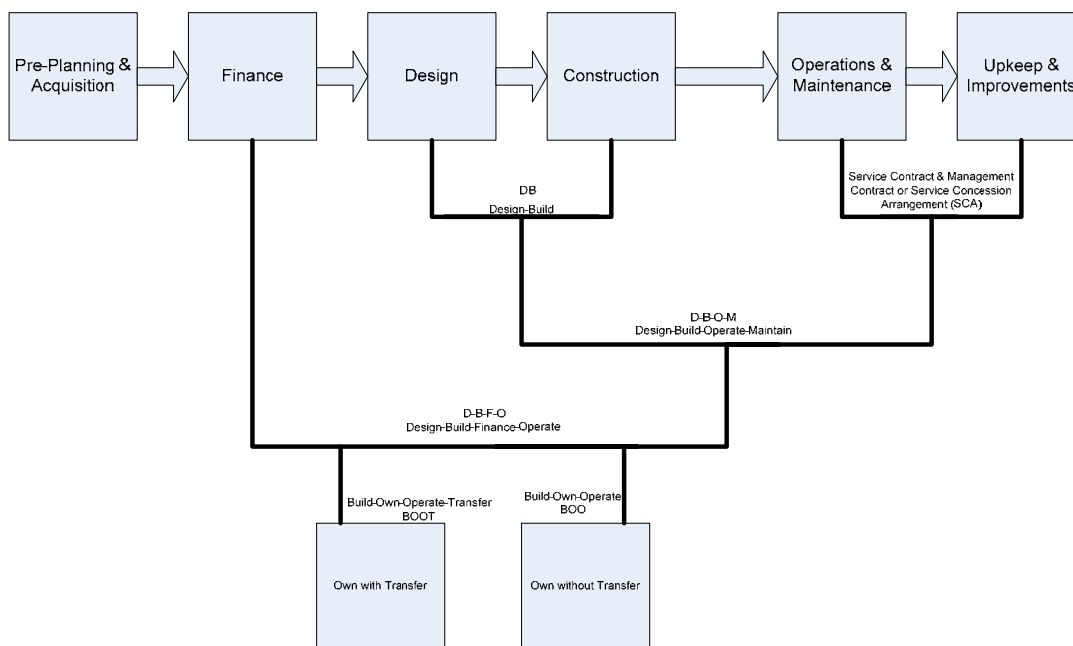 Pre-Planning &
Acquisition
Finance
Design
Construction
Operations &
Maintenance
Upkeep &
Improvements
DB
Design-Build
Service Contract & Management
Contract or Service Concession
Arrangement (SCA)
D-B-O-M
Design-Build-Operate-Maintain
D-B-F-O
Design-Build-Finance-Operate
Build-Own-Operate-Transfer
BOOT
Build-Own-Operate
BOO
Own with Transfer
Own without Transfer